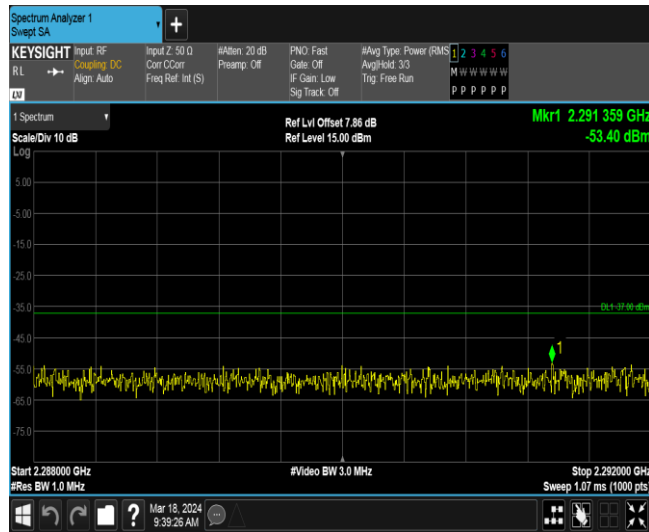 Spectrum Analyzer 1
Swept SA
+
KEYSIGHT
RL
LXI
Input: RF
Coupling: DC
Align: Auto
Input Z: 50 Ω
Corr CCorr
Freq Ref: Int (S)
#Atten: 20 dB
Preamp: Off
PNO: Fast
Gate: Off
IF Gain: Low
Sig Track: Off
#Avg Type: Power (RMS
Avg|Hold: 3/3
Trig: Free Run
1 2 3 4 5 6
M W W W W W
P P P P P P
1 Spectrum
Scale/Div 10 dB
Ref Lvl Offset 7.86 dB
Ref Level 15.00 dBm
Mkr1 2.291 359 GHz
-53.40 dBm
Log
5.00
-5.00
-15.0
-25.0
-35.0
DL1 -37.00 dBm
-45.0
1
-55.0
-65.0
-75.0
Start 2.288000 GHz
#Video BW 3.0 MHz
Stop 2.292000 GHz
#Res BW 1.0 MHz
Sweep 1.07 ms (1000 pts)
?
Mar 18, 2024
9:39:26 AM